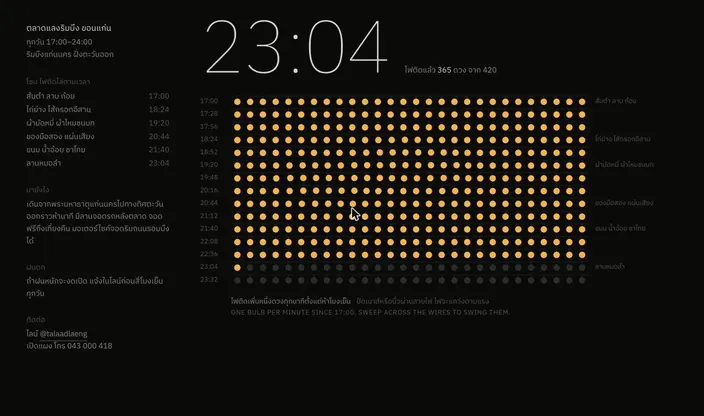 ตลาดแลงริมบึง ขอนแก่น
ทุกวัน 17:00–24:00
ริมบึงแก่นนคร ฝั่งตะวันออก
โซน ไฟติดไล่ตามเวลา
ส้มตำ ลาบ ก้อย 17:00
ไก่ย่าง ไส้กรอกอีสาน 18:24
ผ้ามัดหมี่ ผ้าไหมชนบท 19:20
ของมือสอง แผ่นเสียง 20:44
ขนม น้ำอ้อย ชาไทย 21:40
ลานหมอลำ 23:04
มายังไง
เดินจากพระมหาธาตุแก่นนครไปทางทิศตะวัน
ออกราวห้านาที มีลานจอดรถหลังตลาด จอด
ฟรีถึงเที่ยงคืน มอเตอร์ไซค์จอดริมถนนรอบบึง
ได้
ฝนตก
ถ้าฝนหนักจะงดเปิด แจ้งในไลน์ก่อนสี่โมงเย็น
ทุกวัน
ติดต่อ
ไลน์ @talaadlaeng
เปิดแผง โทร 043 000 418
23:04
ไฟติดแล้ว 365 ดวง จาก 420
17:00 ส้มตำ ลาบ ก้อย
17:28
17:56
18:24 ไก่ย่าง ไส้กรอกอีสาน
18:52
19:20 ผ้ามัดหมี่ ผ้าไหมชนบท
19:48
20:16
20:44 ของมือสอง แผ่นเสียง
21:12
21:40 ขนม น้ำอ้อย ชาไทย
22:08
22:36
23:04 ลานหมอลำ
23:32
ไฟติดเพิ่มหนึ่งดวงทุกนาทีตั้งแต่ห้าโมงเย็น ปัดเมาส์หรือนิ้วผ่านสายไฟ ไฟจะแกว่งตามแรง
ONE BULB PER MINUTE SINCE 17:00. SWEEP ACROSS THE WIRES TO SWING THEM.